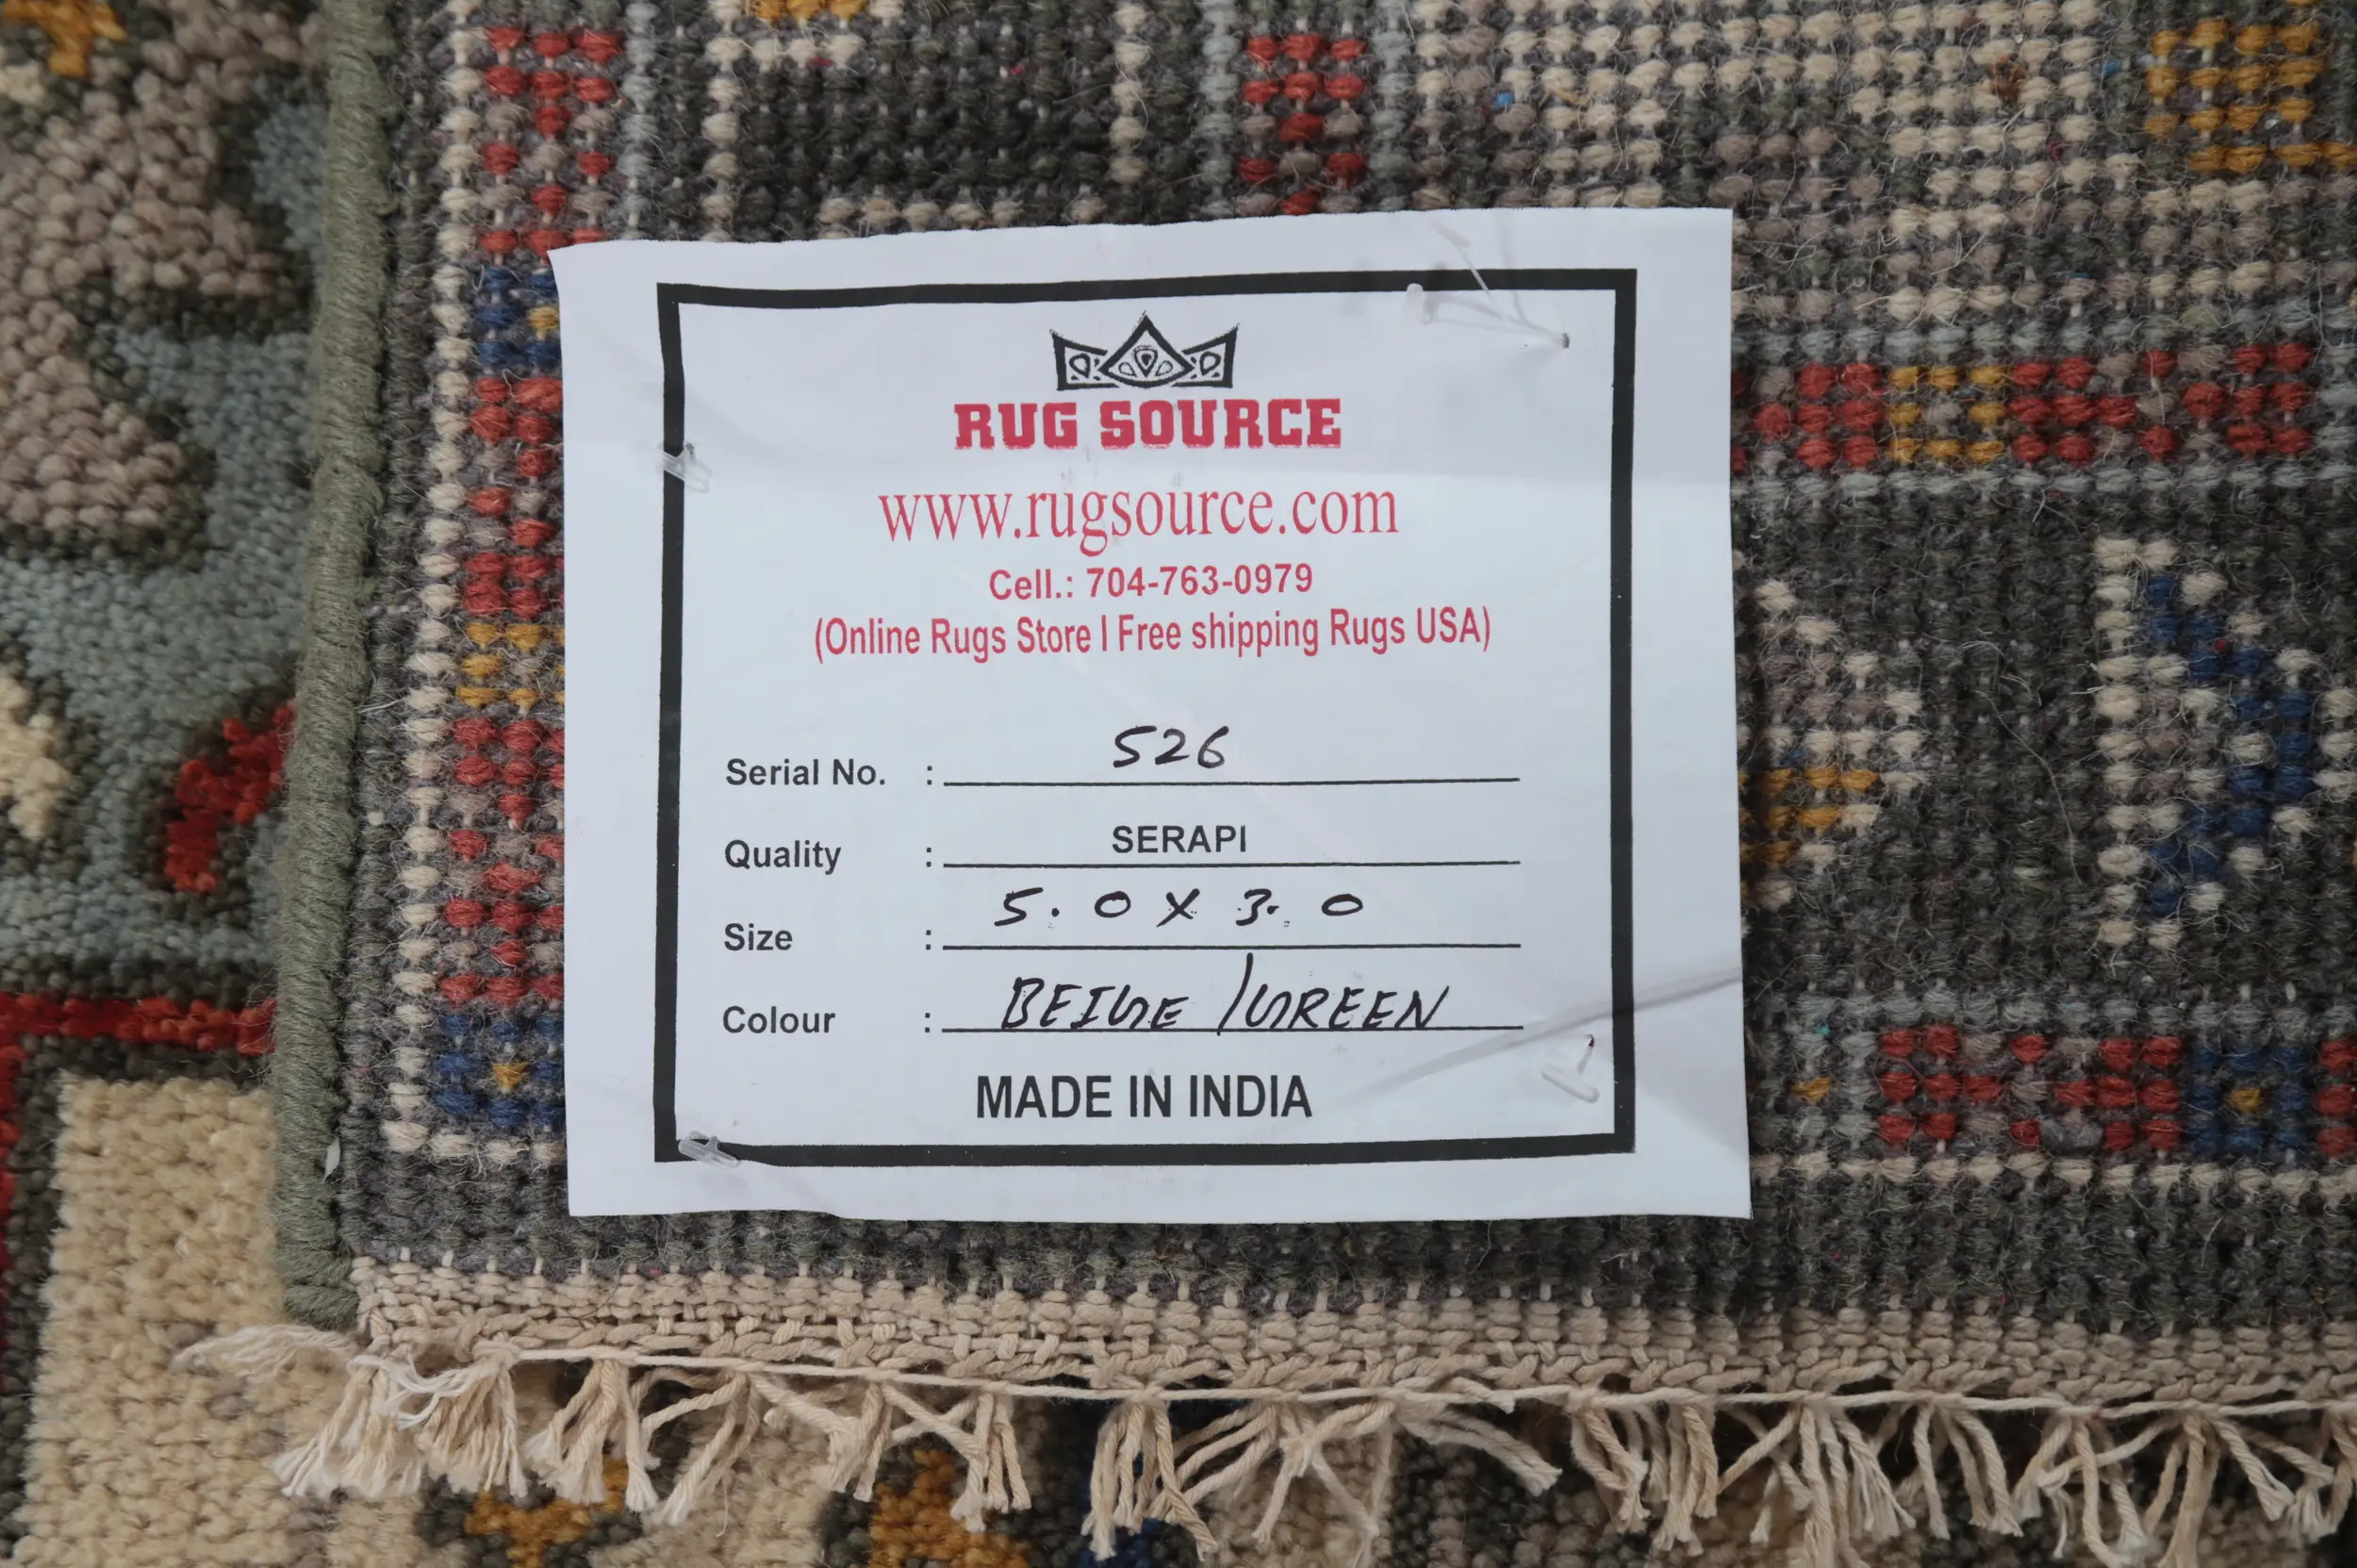 RUG SOURCE
www.rugsource.com
Cell.: 704-763-0979
(Online Rugs Store | Free shipping Rugs USA)
Serial No. : 526
Quality : SERAPI
Size : 5.0 X 3.0
Colour : BEIGE / GREEN
MADE IN INDIA